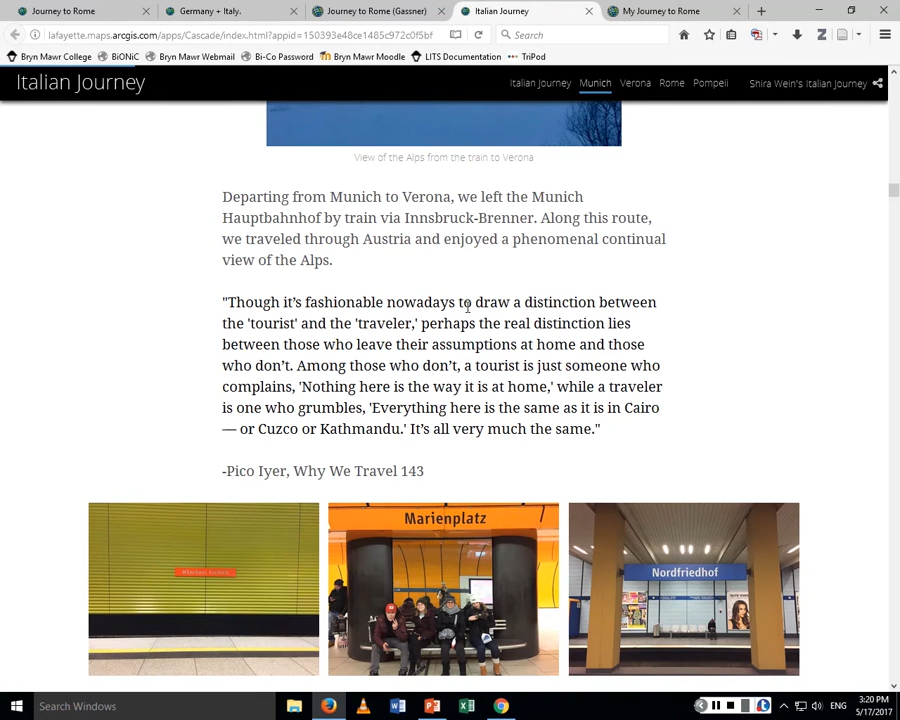 Journey to Rome
Germany + Italy.
Journey to Rome (Gassner)
Italian Journey
My Journey to Rome
lafayette.maps.arcgis.com/apps/Cascade/index.html?appid=150393e48ce1485c972c0f5bf
Search
Bryn Mawr College
BiONiC
Bryn Mawr Webmail
Bi-Co Password
Bryn Mawr Moodle
LITS Documentation
TriPod
Italian Journey
Italian Journey
Munich
Verona
Rome
Pompeii
Shira Wein's Italian Journey
View of the Alps from the train to Verona
Departing from Munich to Verona, we left the Munich
Hauptbahnhof by train via Innsbruck-Brenner. Along this route,
we traveled through Austria and enjoyed a phenomenal continual
view of the Alps.
"Though it’s fashionable nowadays to draw a distinction between
the 'tourist' and the 'traveler,' perhaps the real distinction lies
between those who leave their assumptions at home and those
who don’t. Among those who don’t, a tourist is just someone who
complains, 'Nothing here is the way it is at home,' while a traveler
is one who grumbles, 'Everything here is the same as it is in Cairo
— or Cuzco or Kathmandu.' It’s all very much the same."
-Pico Iyer, Why We Travel 143
Marienplatz
Nordfriedhof
Search Windows
ENG
3:20 PM
5/17/2017